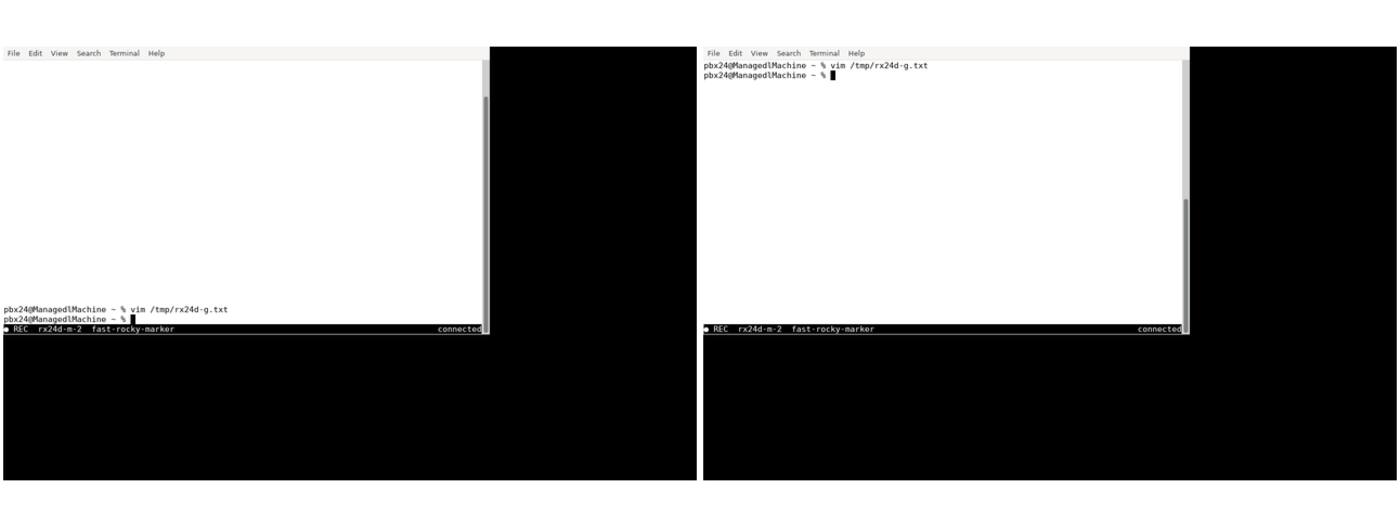 File Edit View Search Terminal Help
pbx24@ManagedlMachine ~ % vim /tmp/rx24d-g.txt
pbx24@ManagedlMachine ~ %
● REC rx24d-m-2 fast-rocky-marker connected
File Edit View Search Terminal Help
pbx24@ManagedlMachine ~ % vim /tmp/rx24d-g.txt
pbx24@ManagedlMachine ~ %
● REC rx24d-m-2 fast-rocky-marker connected